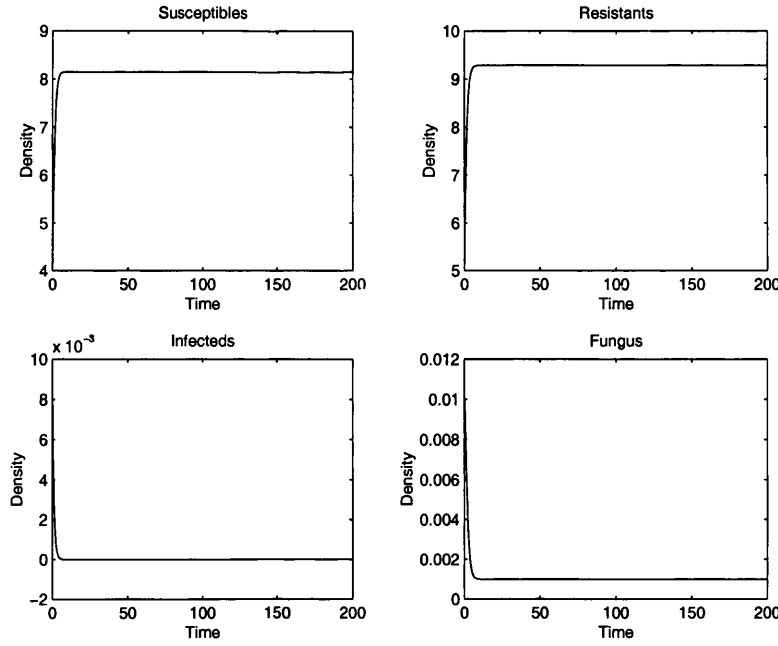 Susceptibles
9
8
7
6
5
4
Density
0 50 100 150 200
Time
Resistants
10
9
8
7
6
5
Density
0 50 100 150 200
Time
Infecteds
x 10⁻³
10
8
6
4
2
0
−2
Density
0 50 100 150 200
Time
Fungus
0.012
0.01
0.008
0.006
0.004
0.002
0
Density
0 50 100 150 200
Time